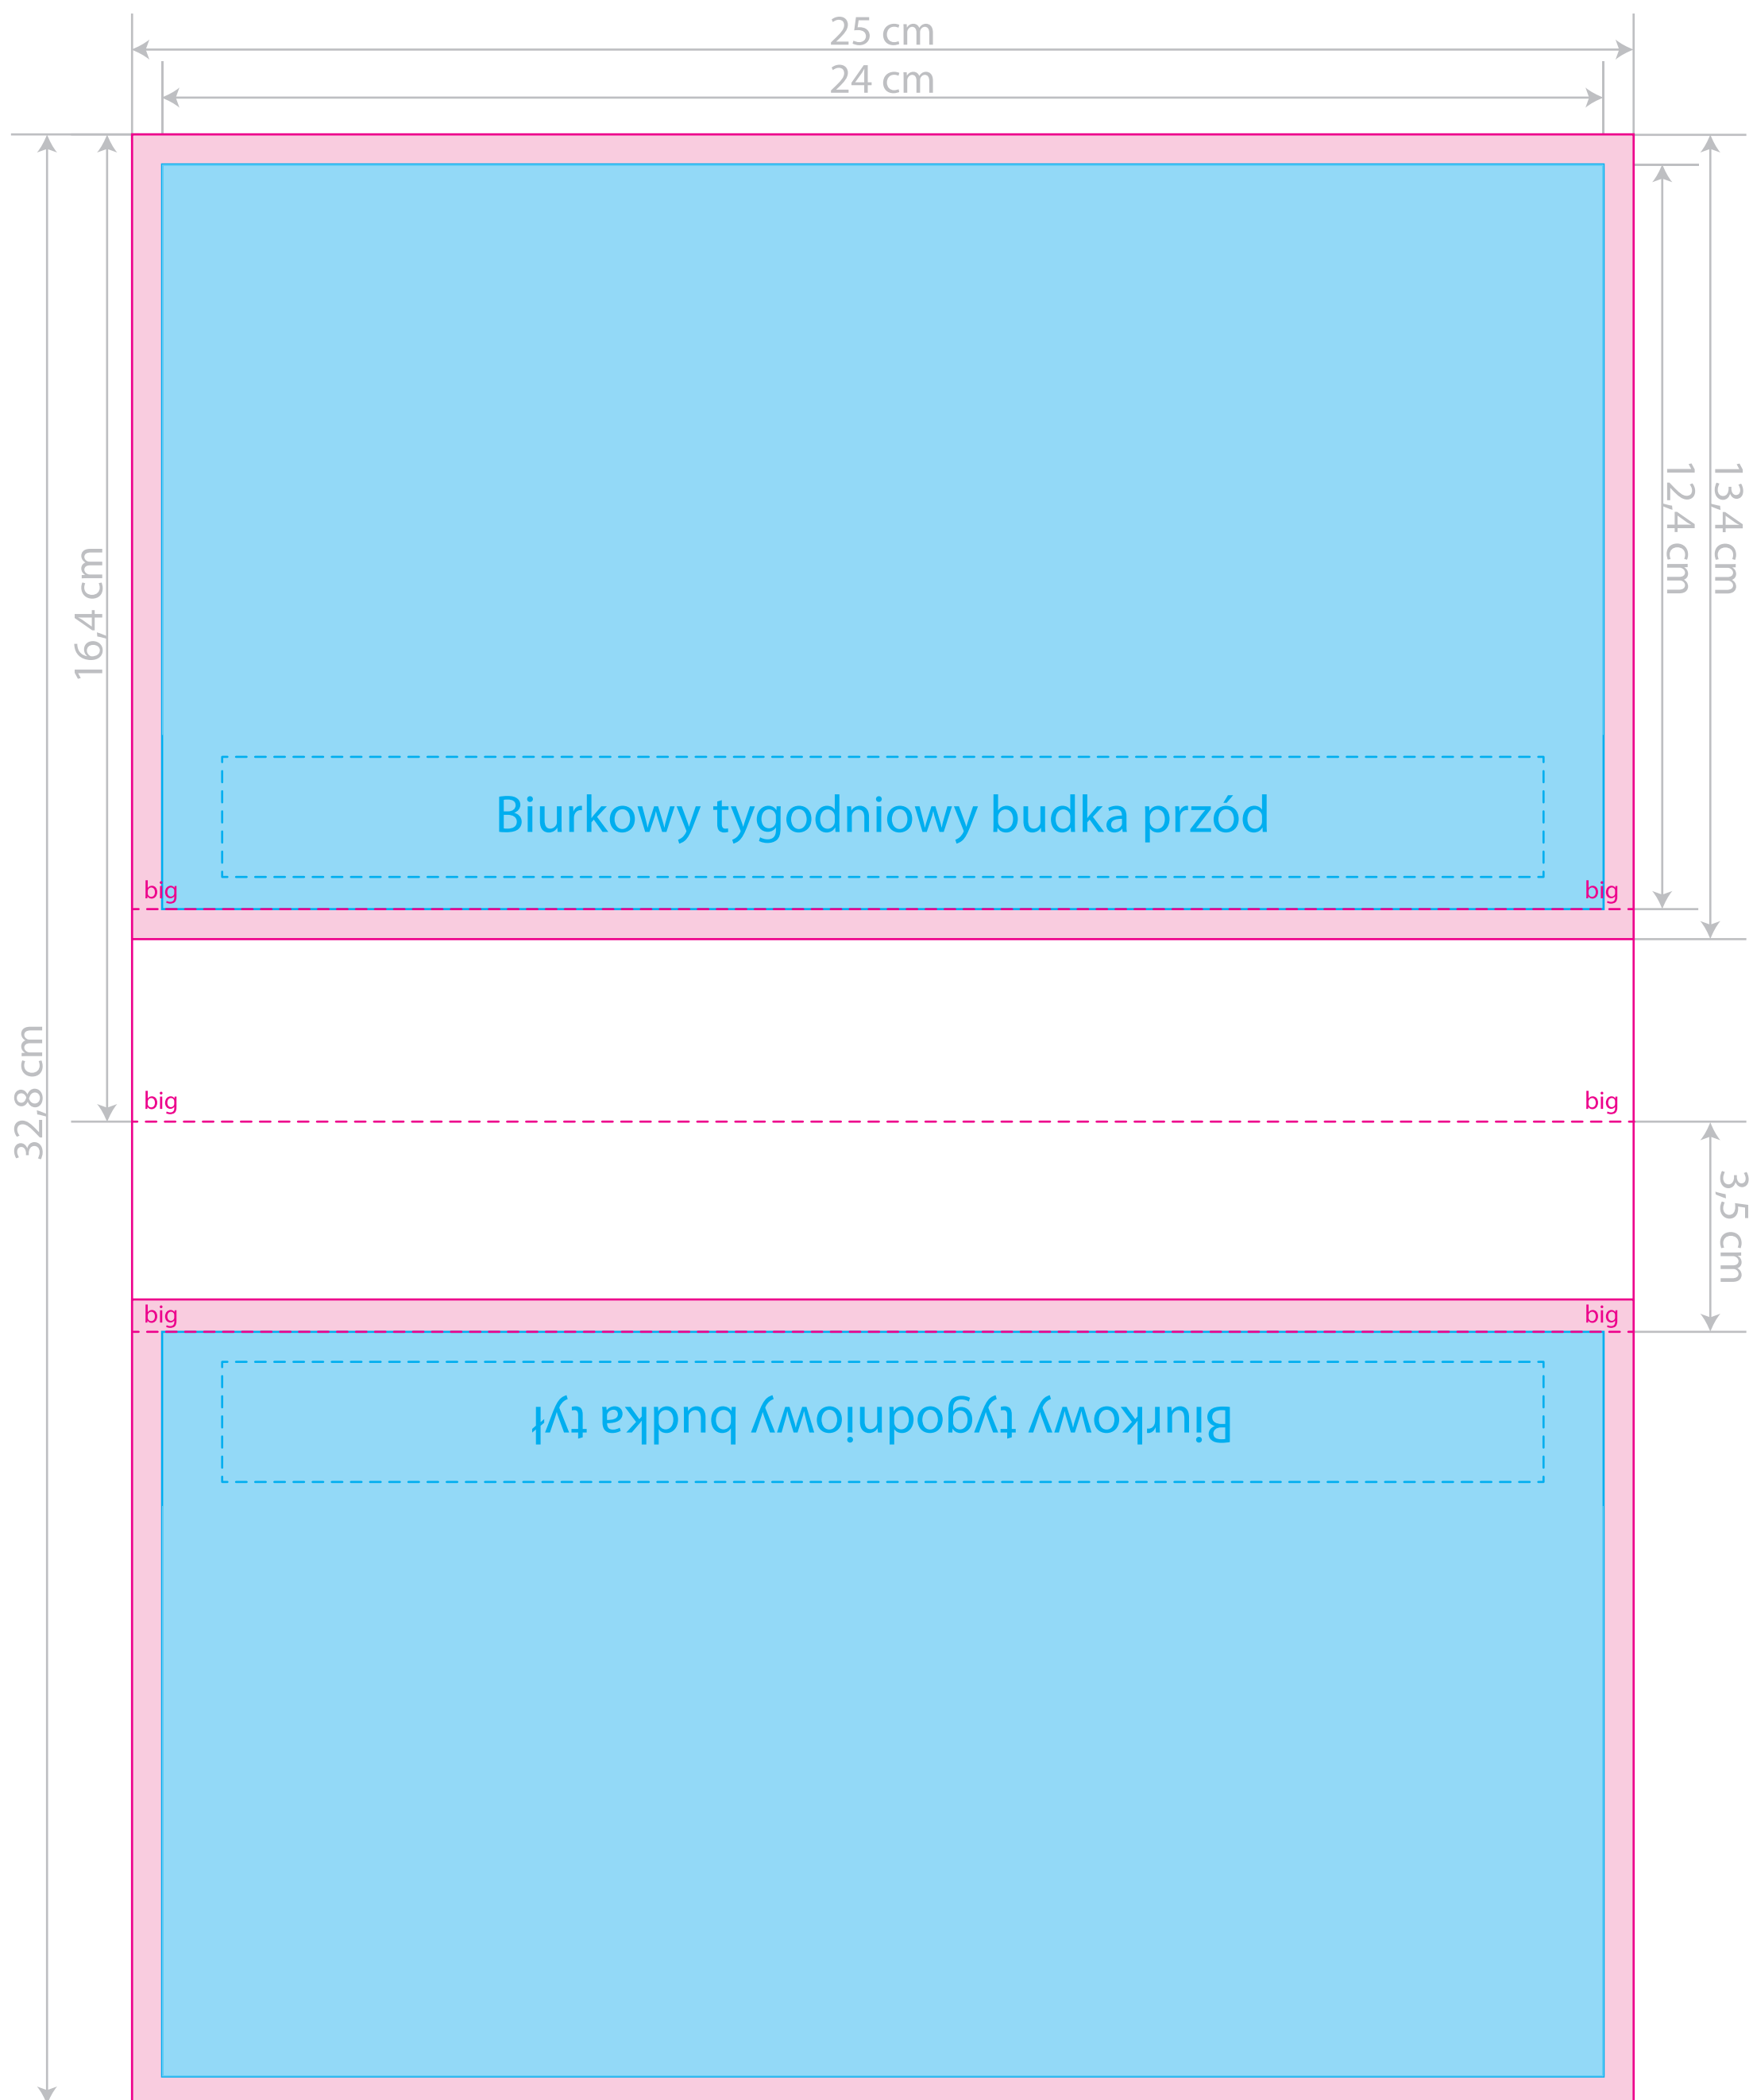 25 cm
24 cm
13,4 cm
12,4 cm
16,4 cm
Biurkowy tygodniowy budka przód
big big
32,8 cm
big big
3,5 cm
big big
Biurkowy tygodniowy budka tył